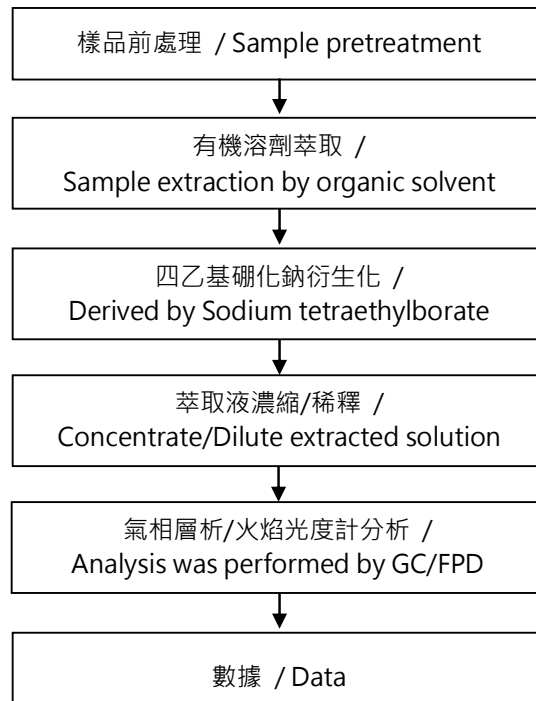 樣品前處理 / Sample pretreatment
有機溶劑萃取 /
Sample extraction by organic solvent
四乙基硼化鈉衍生化 /
Derived by Sodium tetraethylborate
萃取液濃縮/稀釋 /
Concentrate/Dilute extracted solution
氣相層析/火焰光度計分析 /
Analysis was performed by GC/FPD
數據 / Data